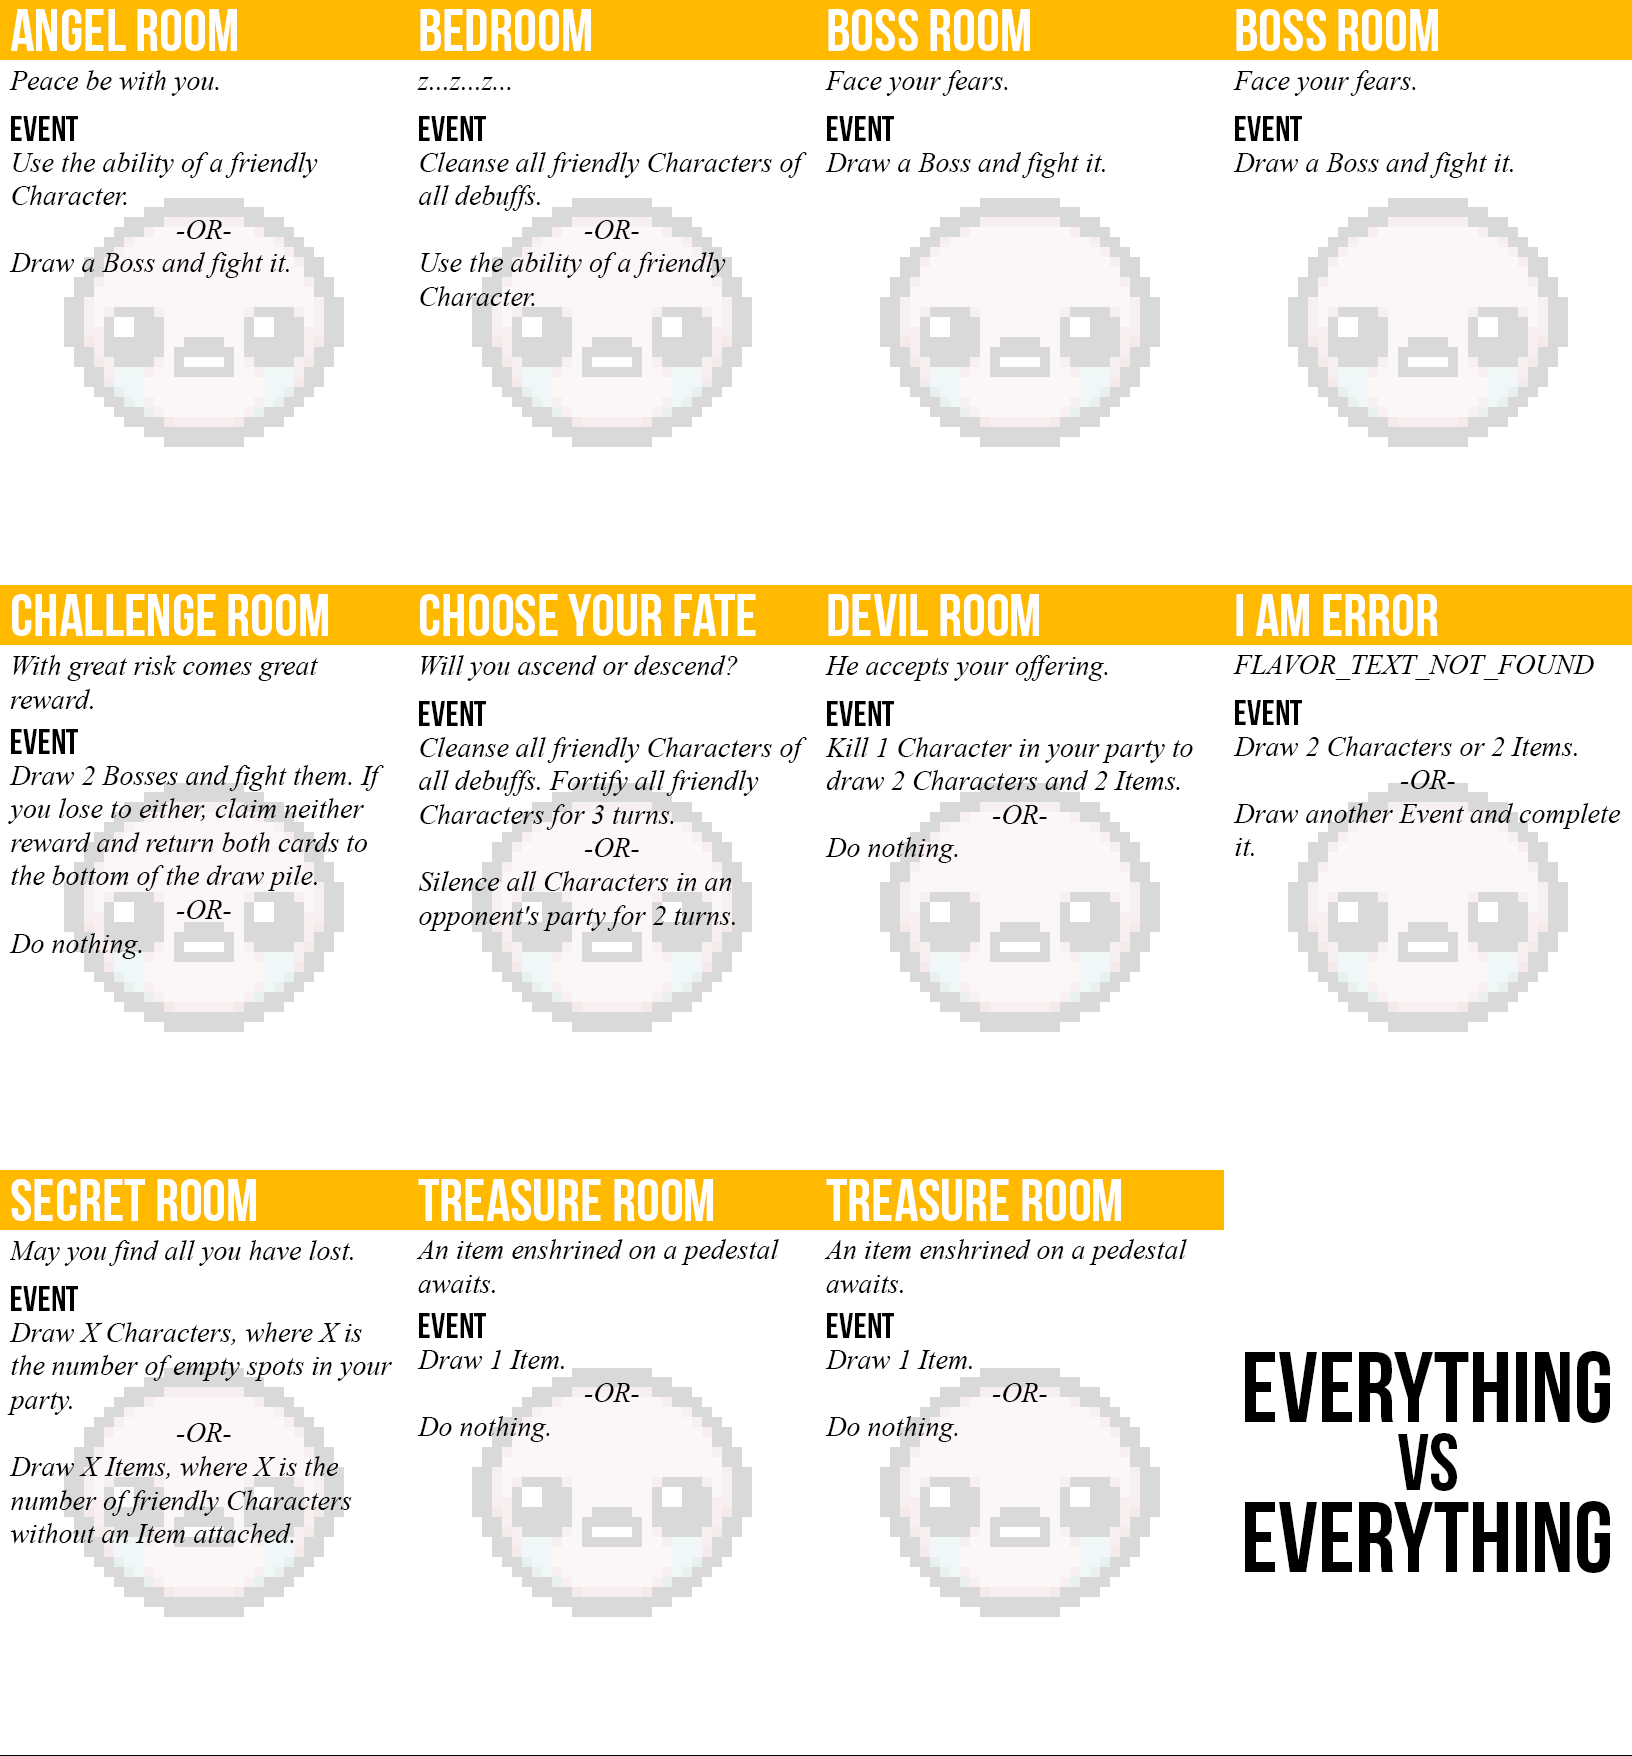 ANGEL ROOM
Peace be with you.
EVENT
Use the ability of a friendly
Character.
-OR-
Draw a Boss and fight it.
BEDROOM
z...z...z...
EVENT
Cleanse all friendly Characters of
all debuffs.
-OR-
Use the ability of a friendly
Character.
BOSS ROOM
Face your fears.
EVENT
Draw a Boss and fight it.
BOSS ROOM
Face your fears.
EVENT
Draw a Boss and fight it.
CHALLENGE ROOM
With great risk comes great
reward.
EVENT
Draw 2 Bosses and fight them. If
you lose to either, claim neither
reward and return both cards to
the bottom of the draw pile.
-OR-
Do nothing.
CHOOSE YOUR FATE
Will you ascend or descend?
EVENT
Cleanse all friendly Characters of
all debuffs. Fortify all friendly
Characters for 3 turns.
-OR-
Silence all Characters in an
opponent's party for 2 turns.
DEVIL ROOM
He accepts your offering.
EVENT
Kill 1 Character in your party to
draw 2 Characters and 2 Items.
-OR-
Do nothing.
I AM ERROR
FLAVOR_TEXT_NOT_FOUND
EVENT
Draw 2 Characters or 2 Items.
-OR-
Draw another Event and complete
it.
SECRET ROOM
May you find all you have lost.
EVENT
Draw X Characters, where X is
the number of empty spots in your
party.
-OR-
Draw X Items, where X is the
number of friendly Characters
without an Item attached.
TREASURE ROOM
An item enshrined on a pedestal
awaits.
EVENT
Draw 1 Item.
-OR-
Do nothing.
TREASURE ROOM
An item enshrined on a pedestal
awaits.
EVENT
Draw 1 Item.
-OR-
Do nothing.
EVERYTHING
VS
EVERYTHING